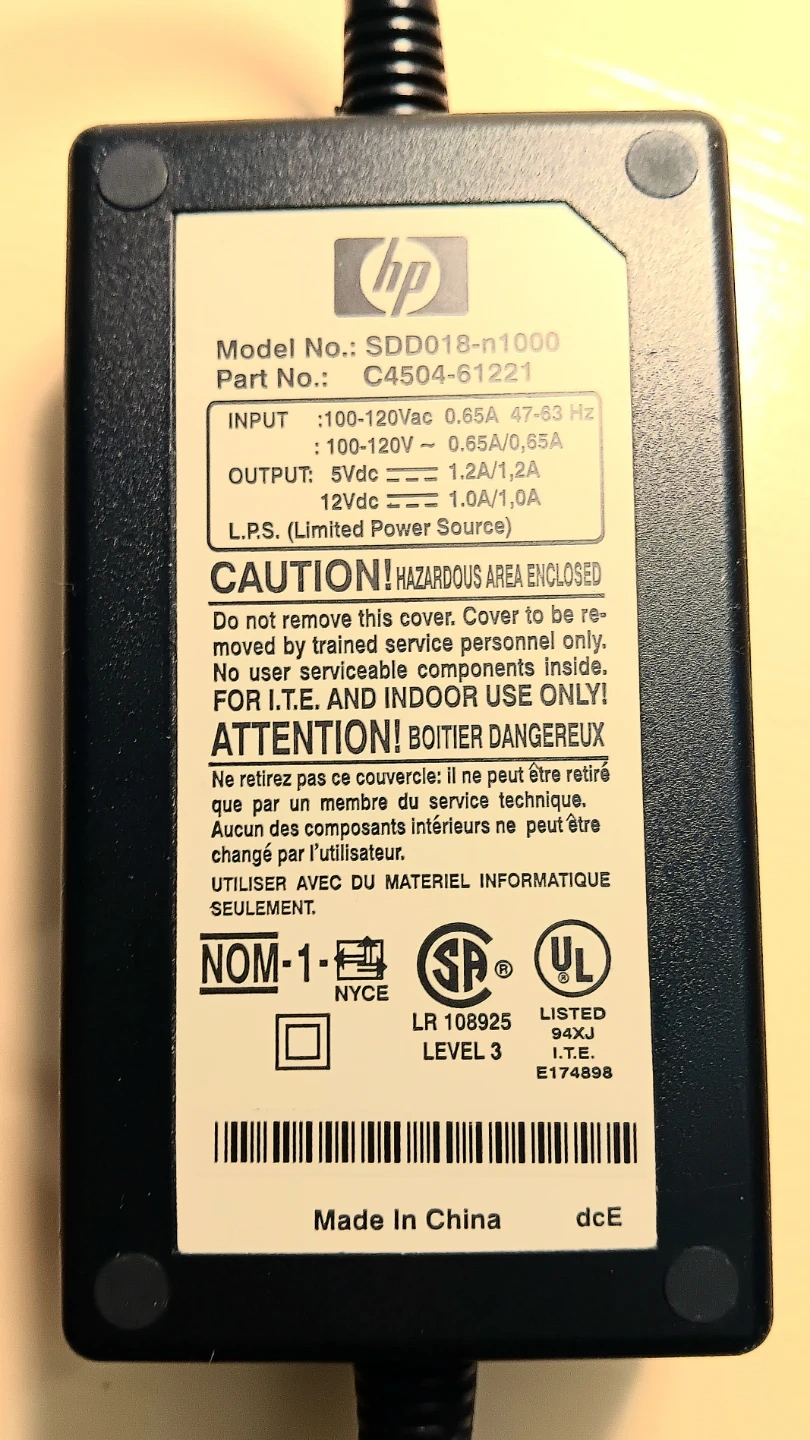 hp
Model No.: SDD018-n1000
Part No.: C4504-61221
INPUT :100-120Vac 0.65A 47-63 Hz
: 100-120V ~ 0.65A/0,65A
OUTPUT: 5Vdc 1.2A/1,2A
12Vdc 1.0A/1,0A
L.P.S. (Limited Power Source)
CAUTION! HAZARDOUS AREA ENCLOSED
Do not remove this cover. Cover to be re-
moved by trained service personnel only.
No user serviceable components inside.
FOR I.T.E. AND INDOOR USE ONLY!
ATTENTION! BOITIER DANGEREUX
Ne retirez pas ce couvercle: il ne peut être retiré
que par un membre du service technique.
Aucun des composants intérieurs ne peut être
changé par l'utilisateur.
UTILISER AVEC DU MATERIEL INFORMATIQUE
SEULEMENT.
NOM-1-
NYCE
SA ®
LR 108925
LEVEL 3
UL ®
LISTED
94XJ
I.T.E.
E174898
Made In China dcE